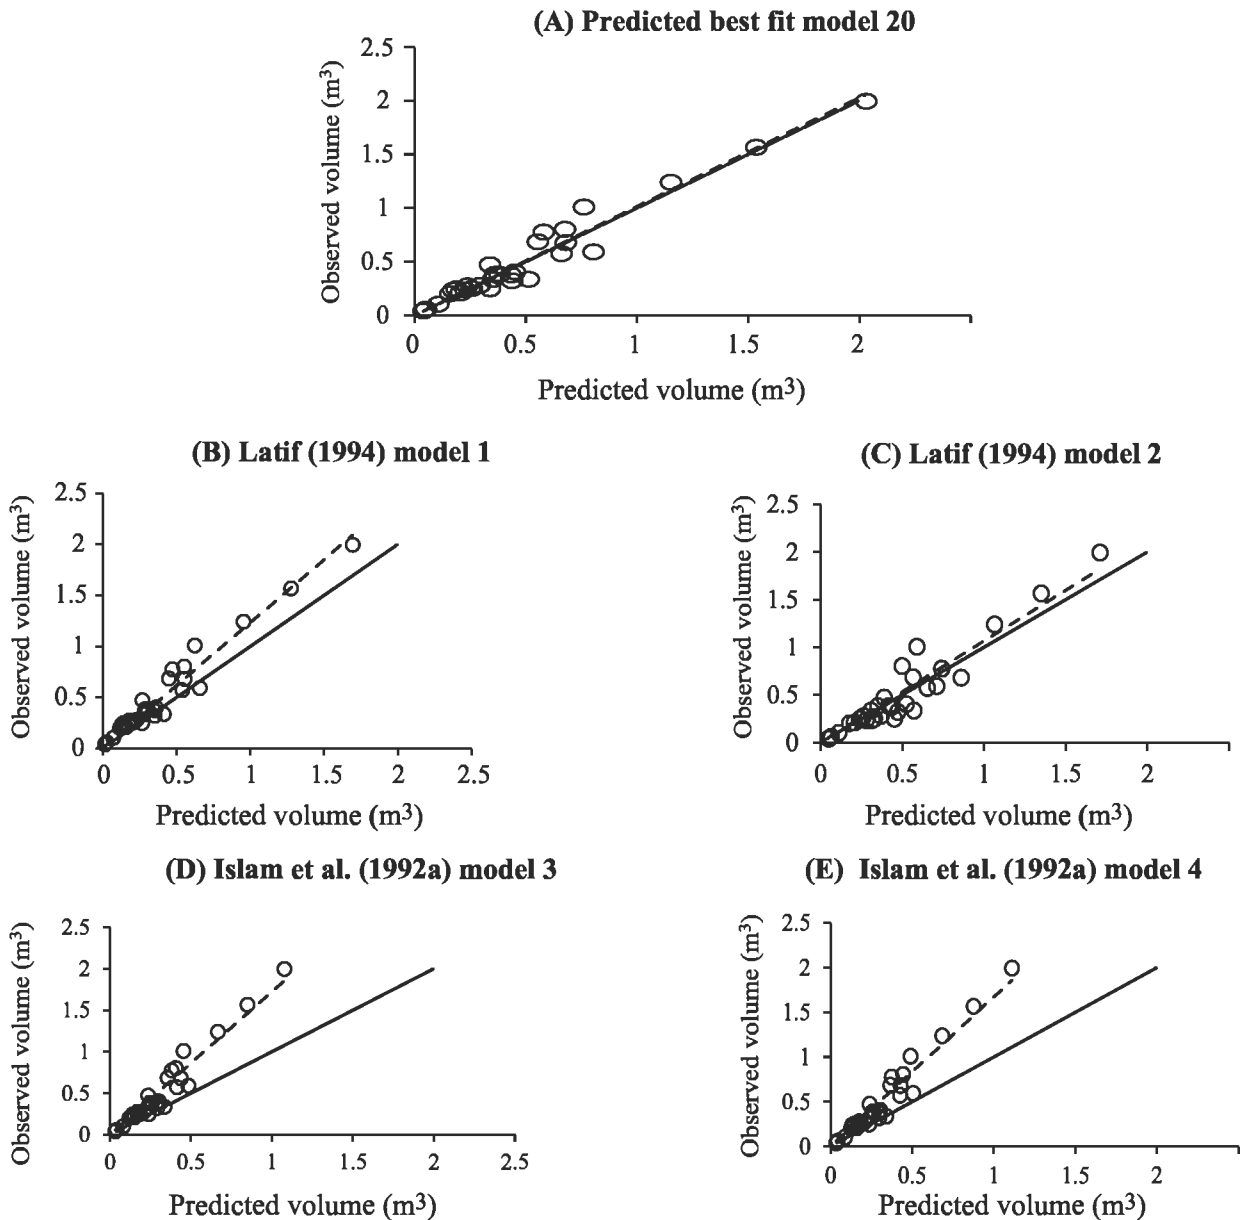 (A) Predicted best fit model 20
2.5
2
1.5
1
0.5
0
Observed volume (m³)
0 0.5 1 1.5 2
Predicted volume (m³)
(B) Latif (1994) model 1
2.5
2
1.5
1
0.5
0
Observed volume (m³)
0 0.5 1 1.5 2 2.5
Predicted volume (m³)
(C) Latif (1994) model 2
2.5
2
1.5
1
0.5
0
Observed volume (m³)
0 0.5 1 1.5 2
Predicted volume (m³)
(D) Islam et al. (1992a) model 3
2.5
2
1.5
1
0.5
0
Observed volume (m³)
0 0.5 1 1.5 2 2.5
Predicted volume (m³)
(E) Islam et al. (1992a) model 4
2.5
2
1.5
1
0.5
0
Observed volume (m³)
0 0.5 1 1.5 2
Predicted volume (m³)